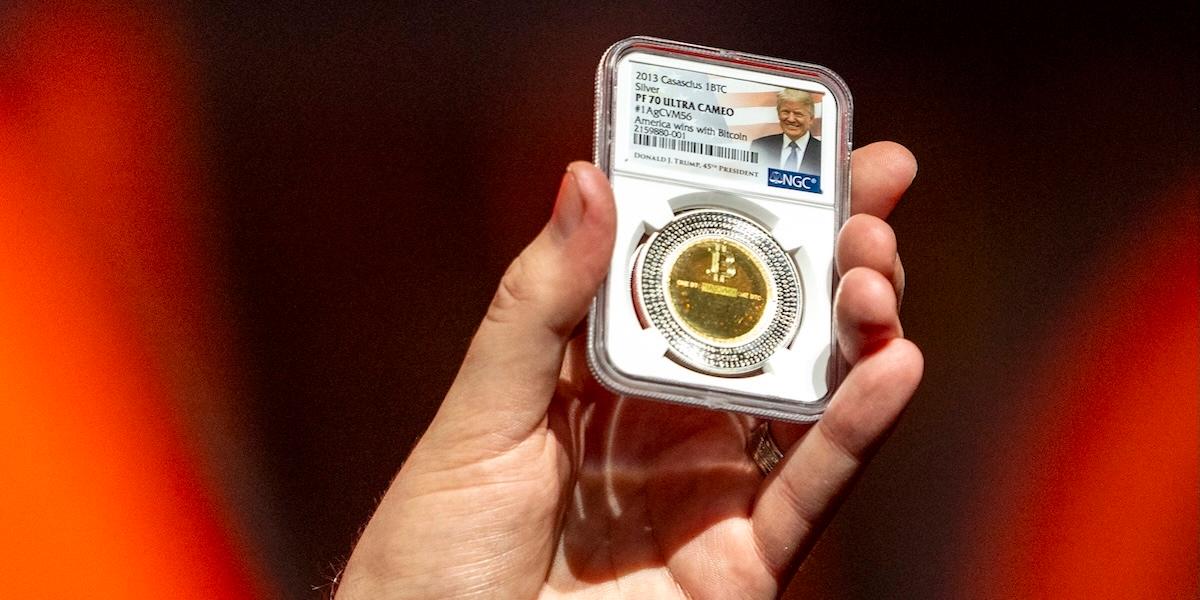 2013 Casascius 1BTC
Silver
PF 70 ULTRA CAMEO
#1AgCVM56
America wins with Bitcoin
2159880-001
DONALD J. TRUMP, 45TH PRESIDENT
NGC®